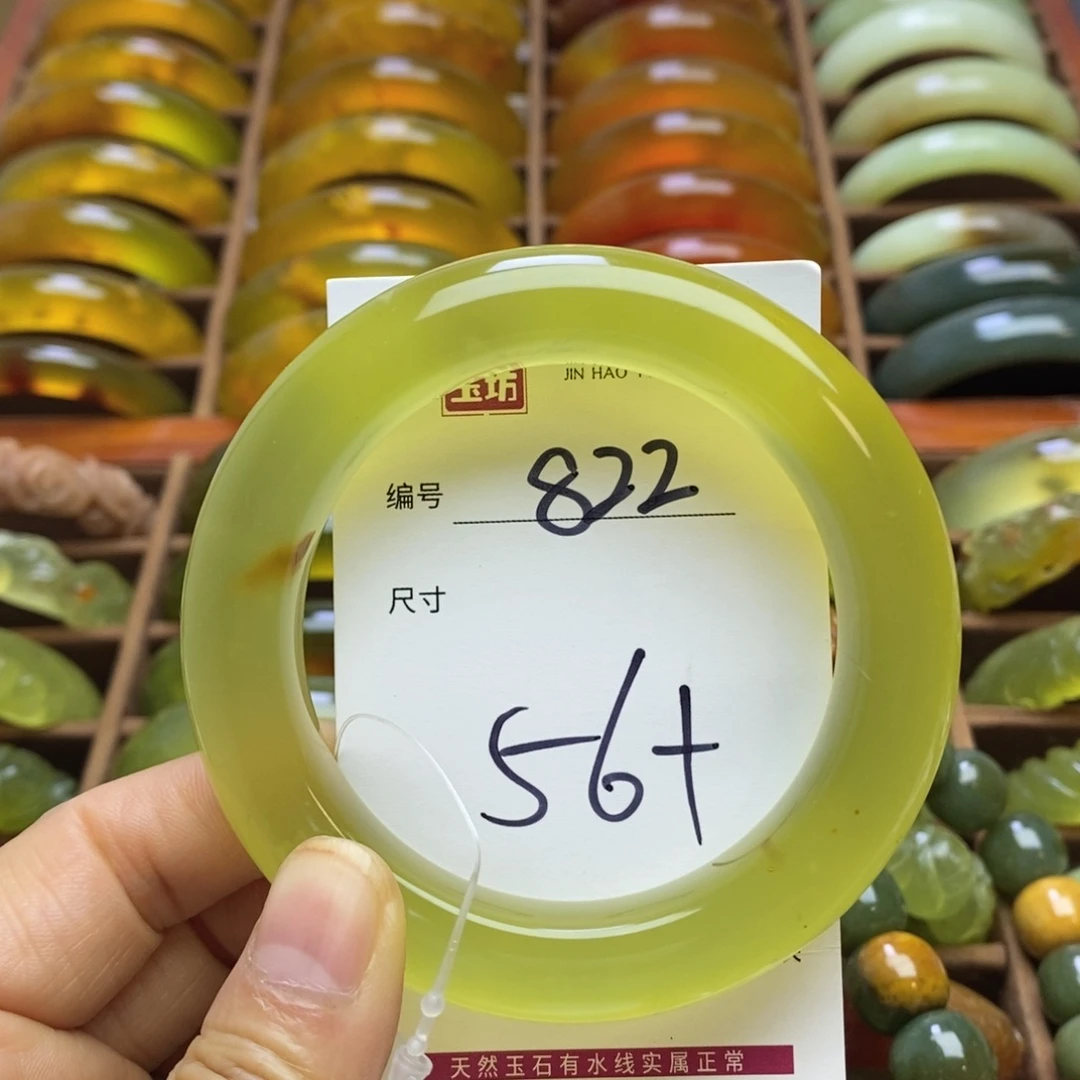 玉坊
JIN HAO
编号 822
尺寸
56+
天然玉石有水线实属正常